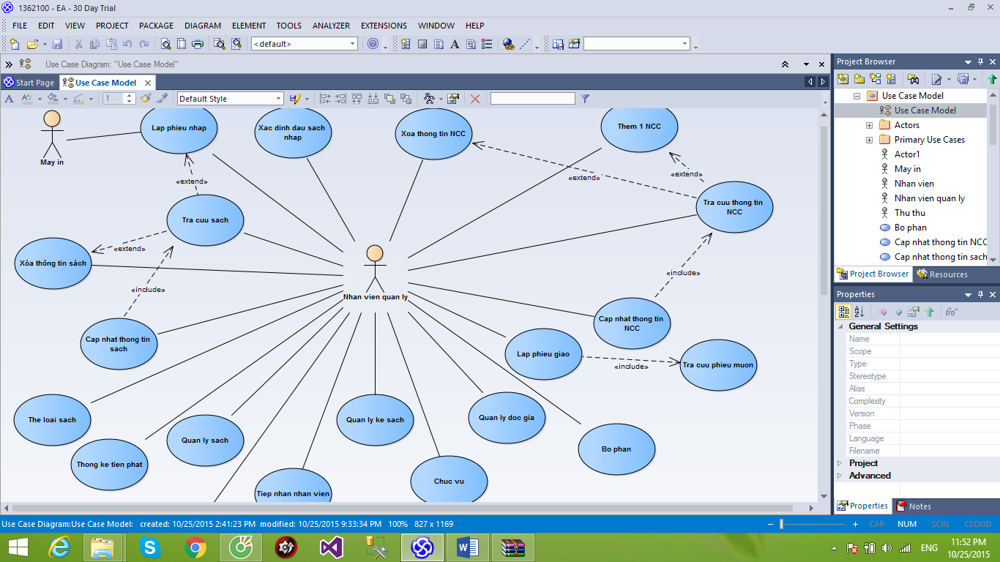 1362100 - EA - 30 Day Trial
FILE EDIT VIEW PROJECT PACKAGE DIAGRAM ELEMENT TOOLS ANALYZER EXTENSIONS WINDOW HELP
<default>
Use Case Diagram: "Use Case Model"
Start Page Use Case Model
1 Default Style
Lap phieu nhap
Xac dinh dau sach
nhap
Xoa thong tin NCC
Them 1 NCC
May in
«extend»
«extend»
«extend»
Tra cuu sach
Tra cuu thong tin
NCC
«extend»
Xóa thông tin sách
«include»
«include»
Nhan vien quan ly
Cap nhat thong tin
sach
Cap nhat thong tin
NCC
Lap phieu giao
«include»
Tra cuu phieu muon
The loai sach
Quan ly sach
Quan ly ke sach
Quan ly doc gia
Thong ke tien phat
Bo phan
Tiep nhan nhan vien
Chuc vu
Project Browser
Use Case Model
Use Case Model
Actors
Primary Use Cases
Actor1
May in
Nhan vien
Nhan vien quan ly
Thu thu
Bo phan
Cap nhat thong tin NCC
Cap nhat thong tin sach
Project Browser Resources
Properties
General Settings
Name
Scope
Type
Stereotype
Alias
Complexity
Version
Phase
Language
Filename
Project
Advanced
Properties Notes
Use Case Diagram:Use Case Model: created: 10/25/2015 2:41:23 PM modified: 10/25/2015 9:33:34 PM 100% 827 x 1169
CAP NUM SCRL CLOUD
ENG
11:52 PM
10/25/2015